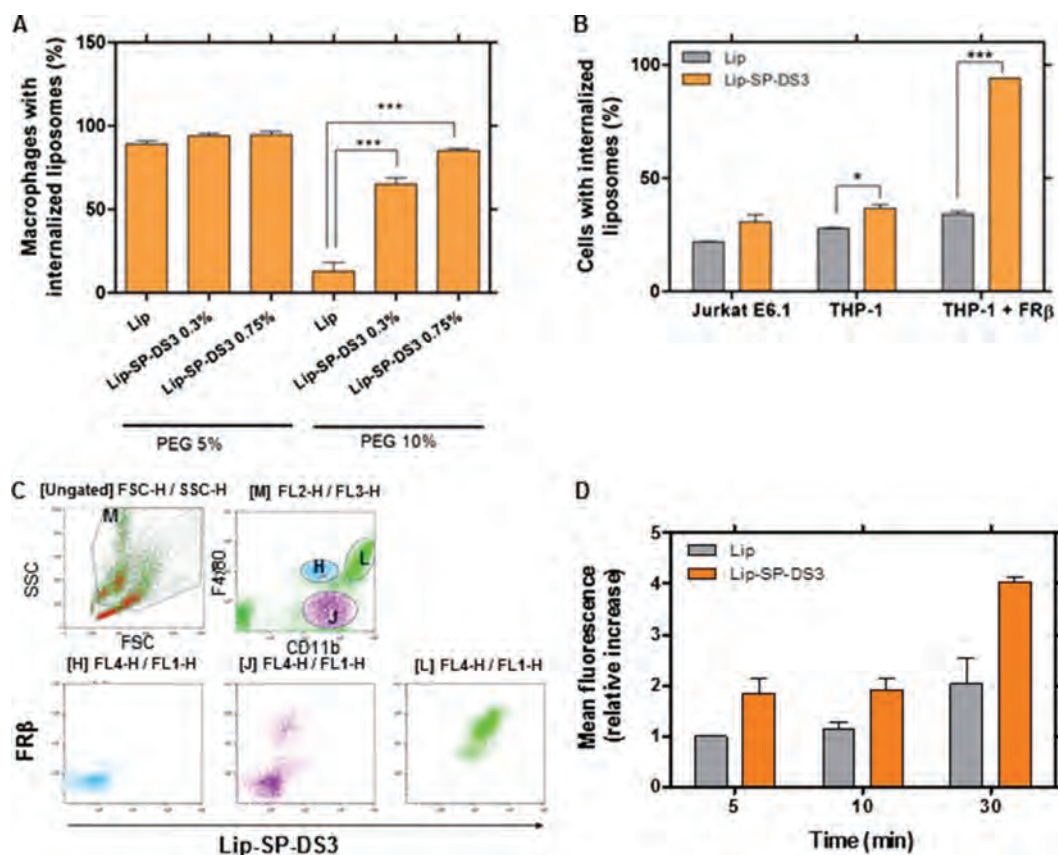 A
Macrophages with
internalized liposomes (%)
150
100
50
0
Lip
Lip-SP-DS3 0.3%
Lip-SP-DS3 0.75%
Lip
Lip-SP-DS3 0.3%
Lip-SP-DS3 0.75%
***
***
PEG 5%
PEG 10%
B
Cells with internalized
liposomes (%)
Lip
Lip-SP-DS3
100
50
0
*
***
Jurkat E6.1
THP-1
THP-1 + FRβ
C
[Ungated] FSC-H / SSC-H
[M] FL2-H / FL3-H
M
SSC
FSC
F4/80
H
L
J
CD11b
[H] FL4-H / FL1-H
[J] FL4-H / FL1-H
[L] FL4-H / FL1-H
FRβ
Lip-SP-DS3
D
Mean fluorescence
(relative increase)
Lip
Lip-SP-DS3
5
4
3
2
1
0
5
10
30
Time (min)